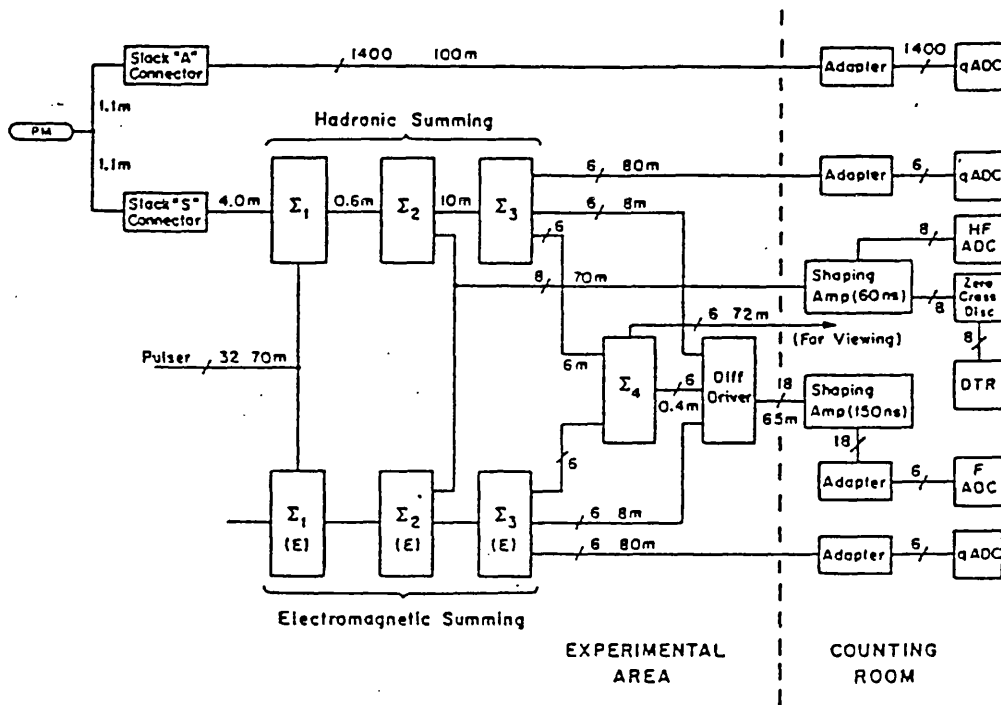 Slack "A"
Connector
1400 100m
Adapter
1400
qADC
1.1m
PM
1.1m
Hadronic Summing
6 80m
Adapter
6
qADC
Slack "S"
Connector
4.0m
Σ1
0.6m
Σ2
10m
Σ3
6 8m
6
8
HF
ADC
8 70m
Shaping
Amp(60ns)
8
Zero
Cross
Disc
6 72m
(For Viewing)
8
DTR
Pulser
32 70m
6m
Σ4
6
0.4m
Diff
Driver
18
65m
Shaping
Amp(150ns)
18
6
Adapter
6
F
ADC
Σ1
(E)
Σ2
(E)
Σ3
(E)
6 8m
6 80m
Adapter
6
qADC
Electromagnetic Summing
EXPERIMENTAL
AREA
COUNTING
ROOM